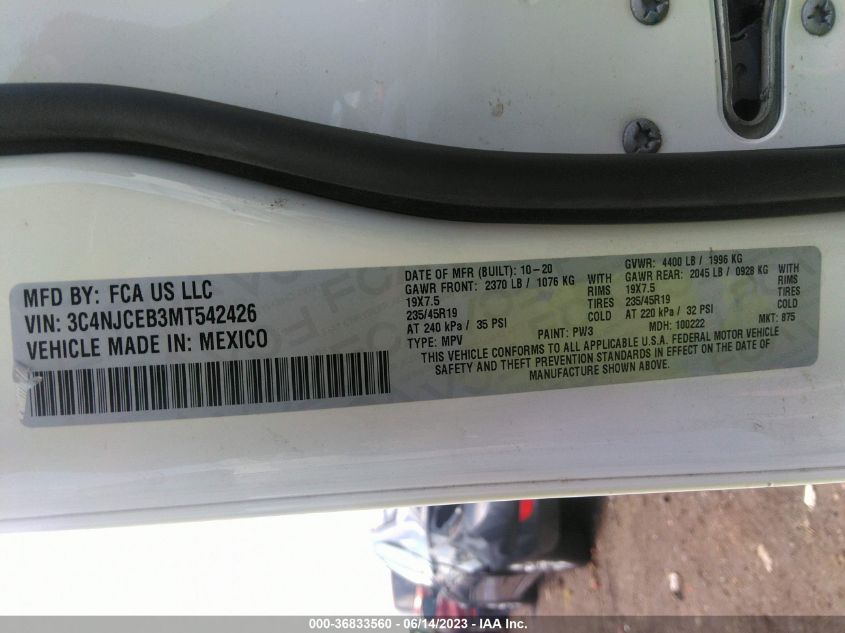 MFD BY: FCA US LLC
VIN: 3C4NJCEB3MT542426
VEHICLE MADE IN: MEXICO
DATE OF MFR (BUILT): 10-20
GVWR: 4400 LB / 1996 KG
GAWR FRONT: 2370 LB / 1076 KG WITH
19X7.5 RIMS
235/45R19 TIRES
AT 240 kPa / 35 PSI COLD
GAWR REAR: 2045 LB / 0928 KG WITH
19X7.5 RIMS
235/45R19 TIRES
AT 220 kPa / 32 PSI COLD
TYPE: MPV PAINT: PW3 MDH: 100222 MKT: 875
THIS VEHICLE CONFORMS TO ALL APPLICABLE U.S.A. FEDERAL MOTOR VEHICLE
SAFETY AND THEFT PREVENTION STANDARDS IN EFFECT ON THE DATE OF
MANUFACTURE SHOWN ABOVE.
000-36833560 - 06/14/2023 - IAAI Inc.